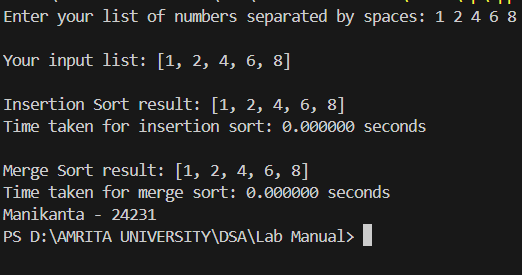 Enter your list of numbers separated by spaces: 1 2 4 6 8
Your input list: [1, 2, 4, 6, 8]
Insertion Sort result: [1, 2, 4, 6, 8]
Time taken for insertion sort: 0.000000 seconds
Merge Sort result: [1, 2, 4, 6, 8]
Time taken for merge sort: 0.000000 seconds
Manikanta - 24231
PS D:\AMRITA UNIVERSITY\DSA\Lab Manual>